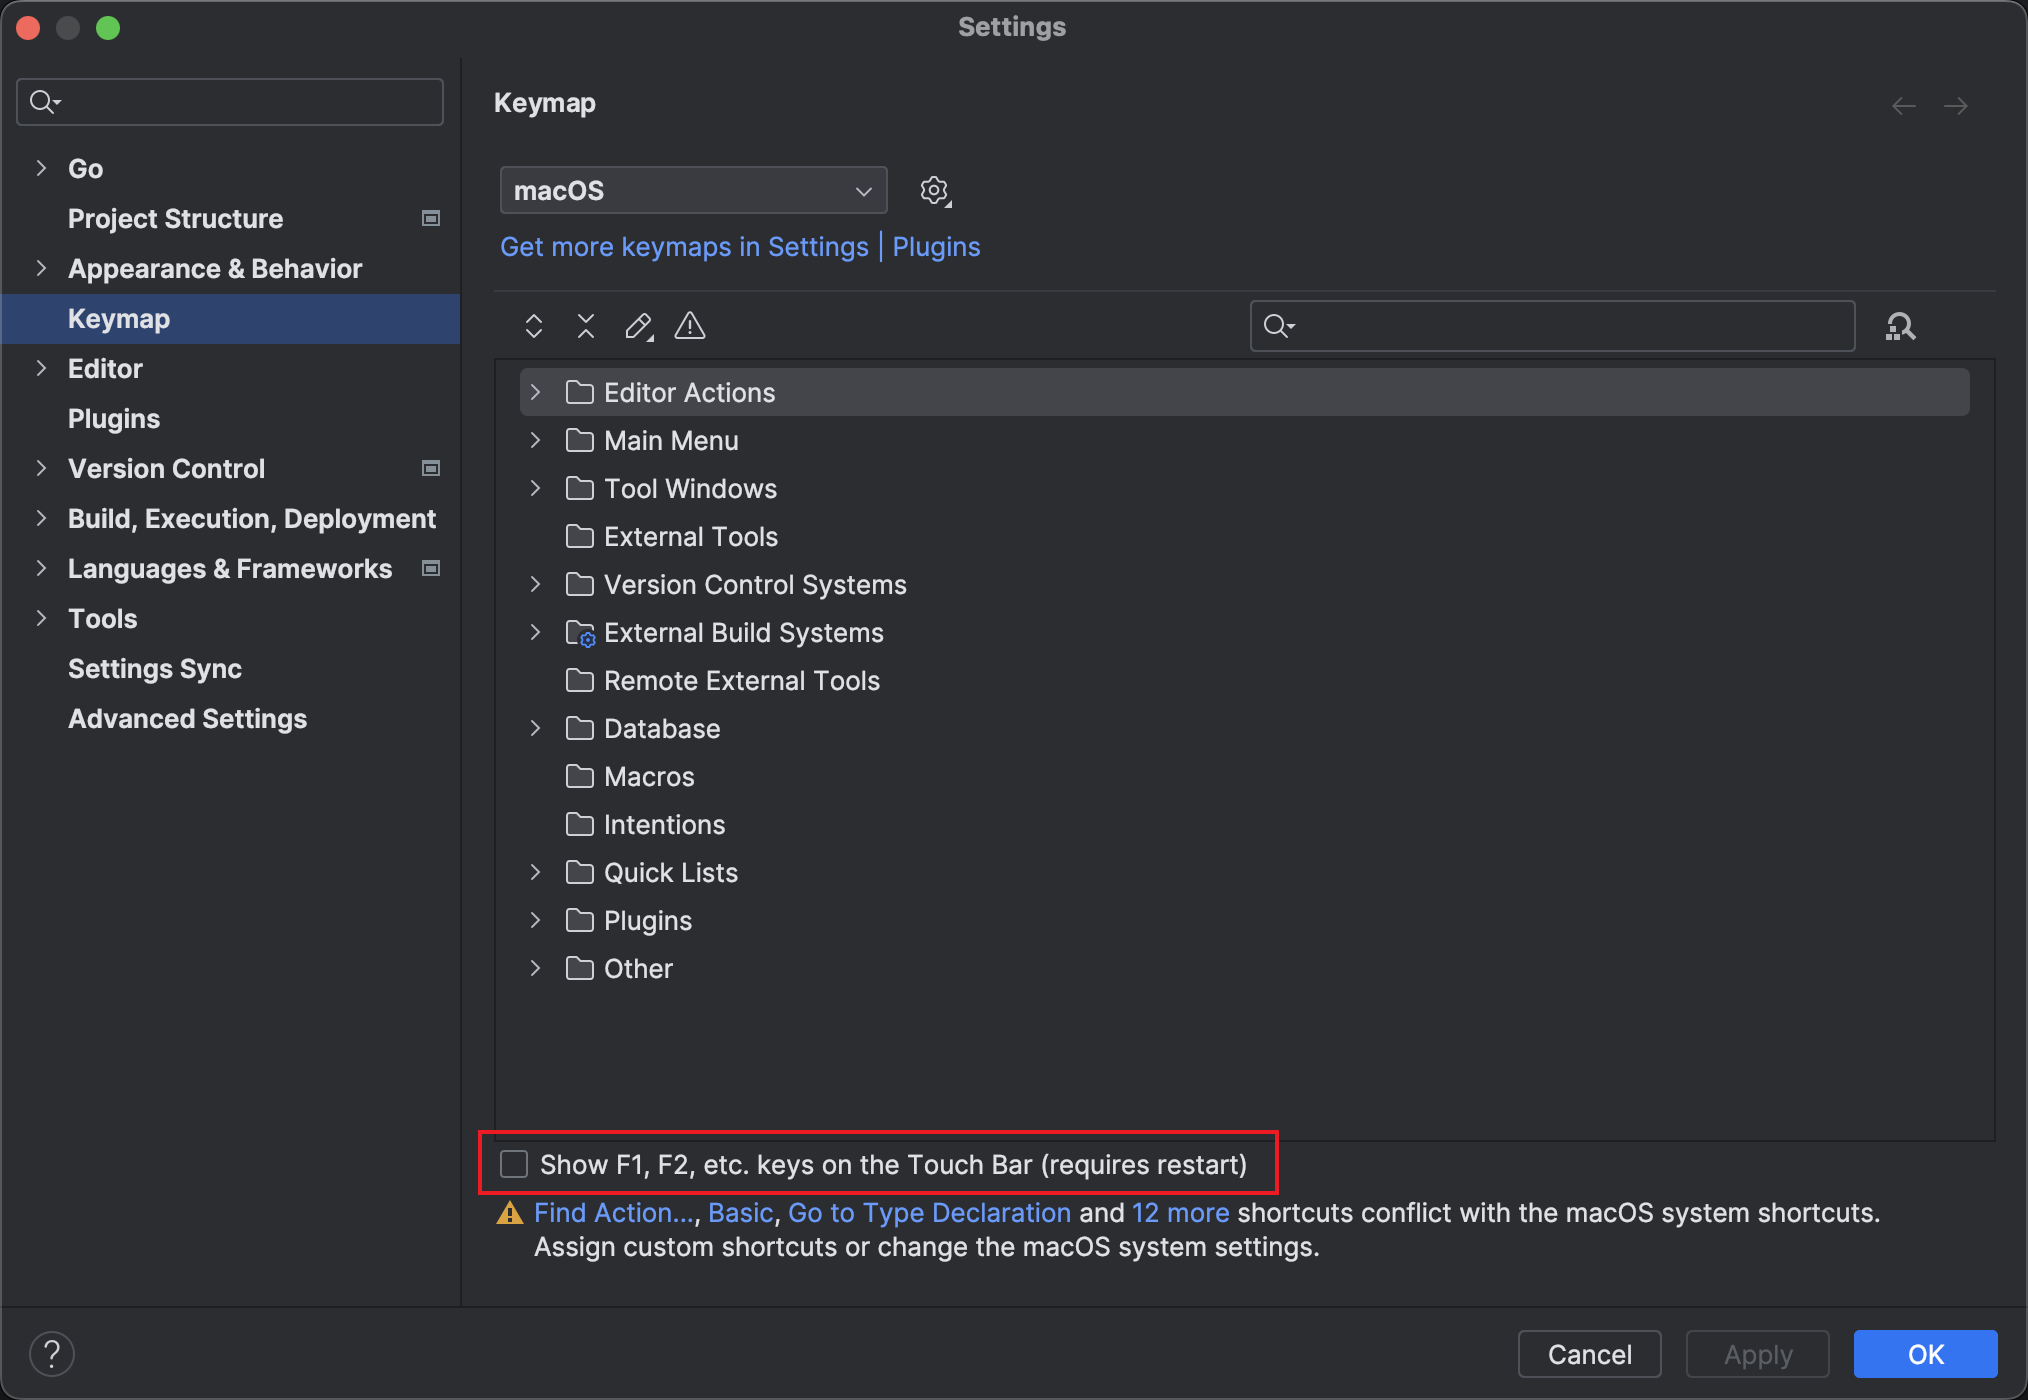 Settings
Go
Project Structure
Appearance & Behavior
Keymap
Editor
Plugins
Version Control
Build, Execution, Deployment
Languages & Frameworks
Tools
Settings Sync
Advanced Settings
Keymap
macOS
Get more keymaps in Settings | Plugins
Editor Actions
Main Menu
Tool Windows
External Tools
Version Control Systems
External Build Systems
Remote External Tools
Database
Macros
Intentions
Quick Lists
Plugins
Other
Show F1, F2, etc. keys on the Touch Bar (requires restart)
Find Action..., Basic, Go to Type Declaration and 12 more shortcuts conflict with the macOS system shortcuts.
Assign custom shortcuts or change the macOS system settings.
?
Cancel
Apply
OK